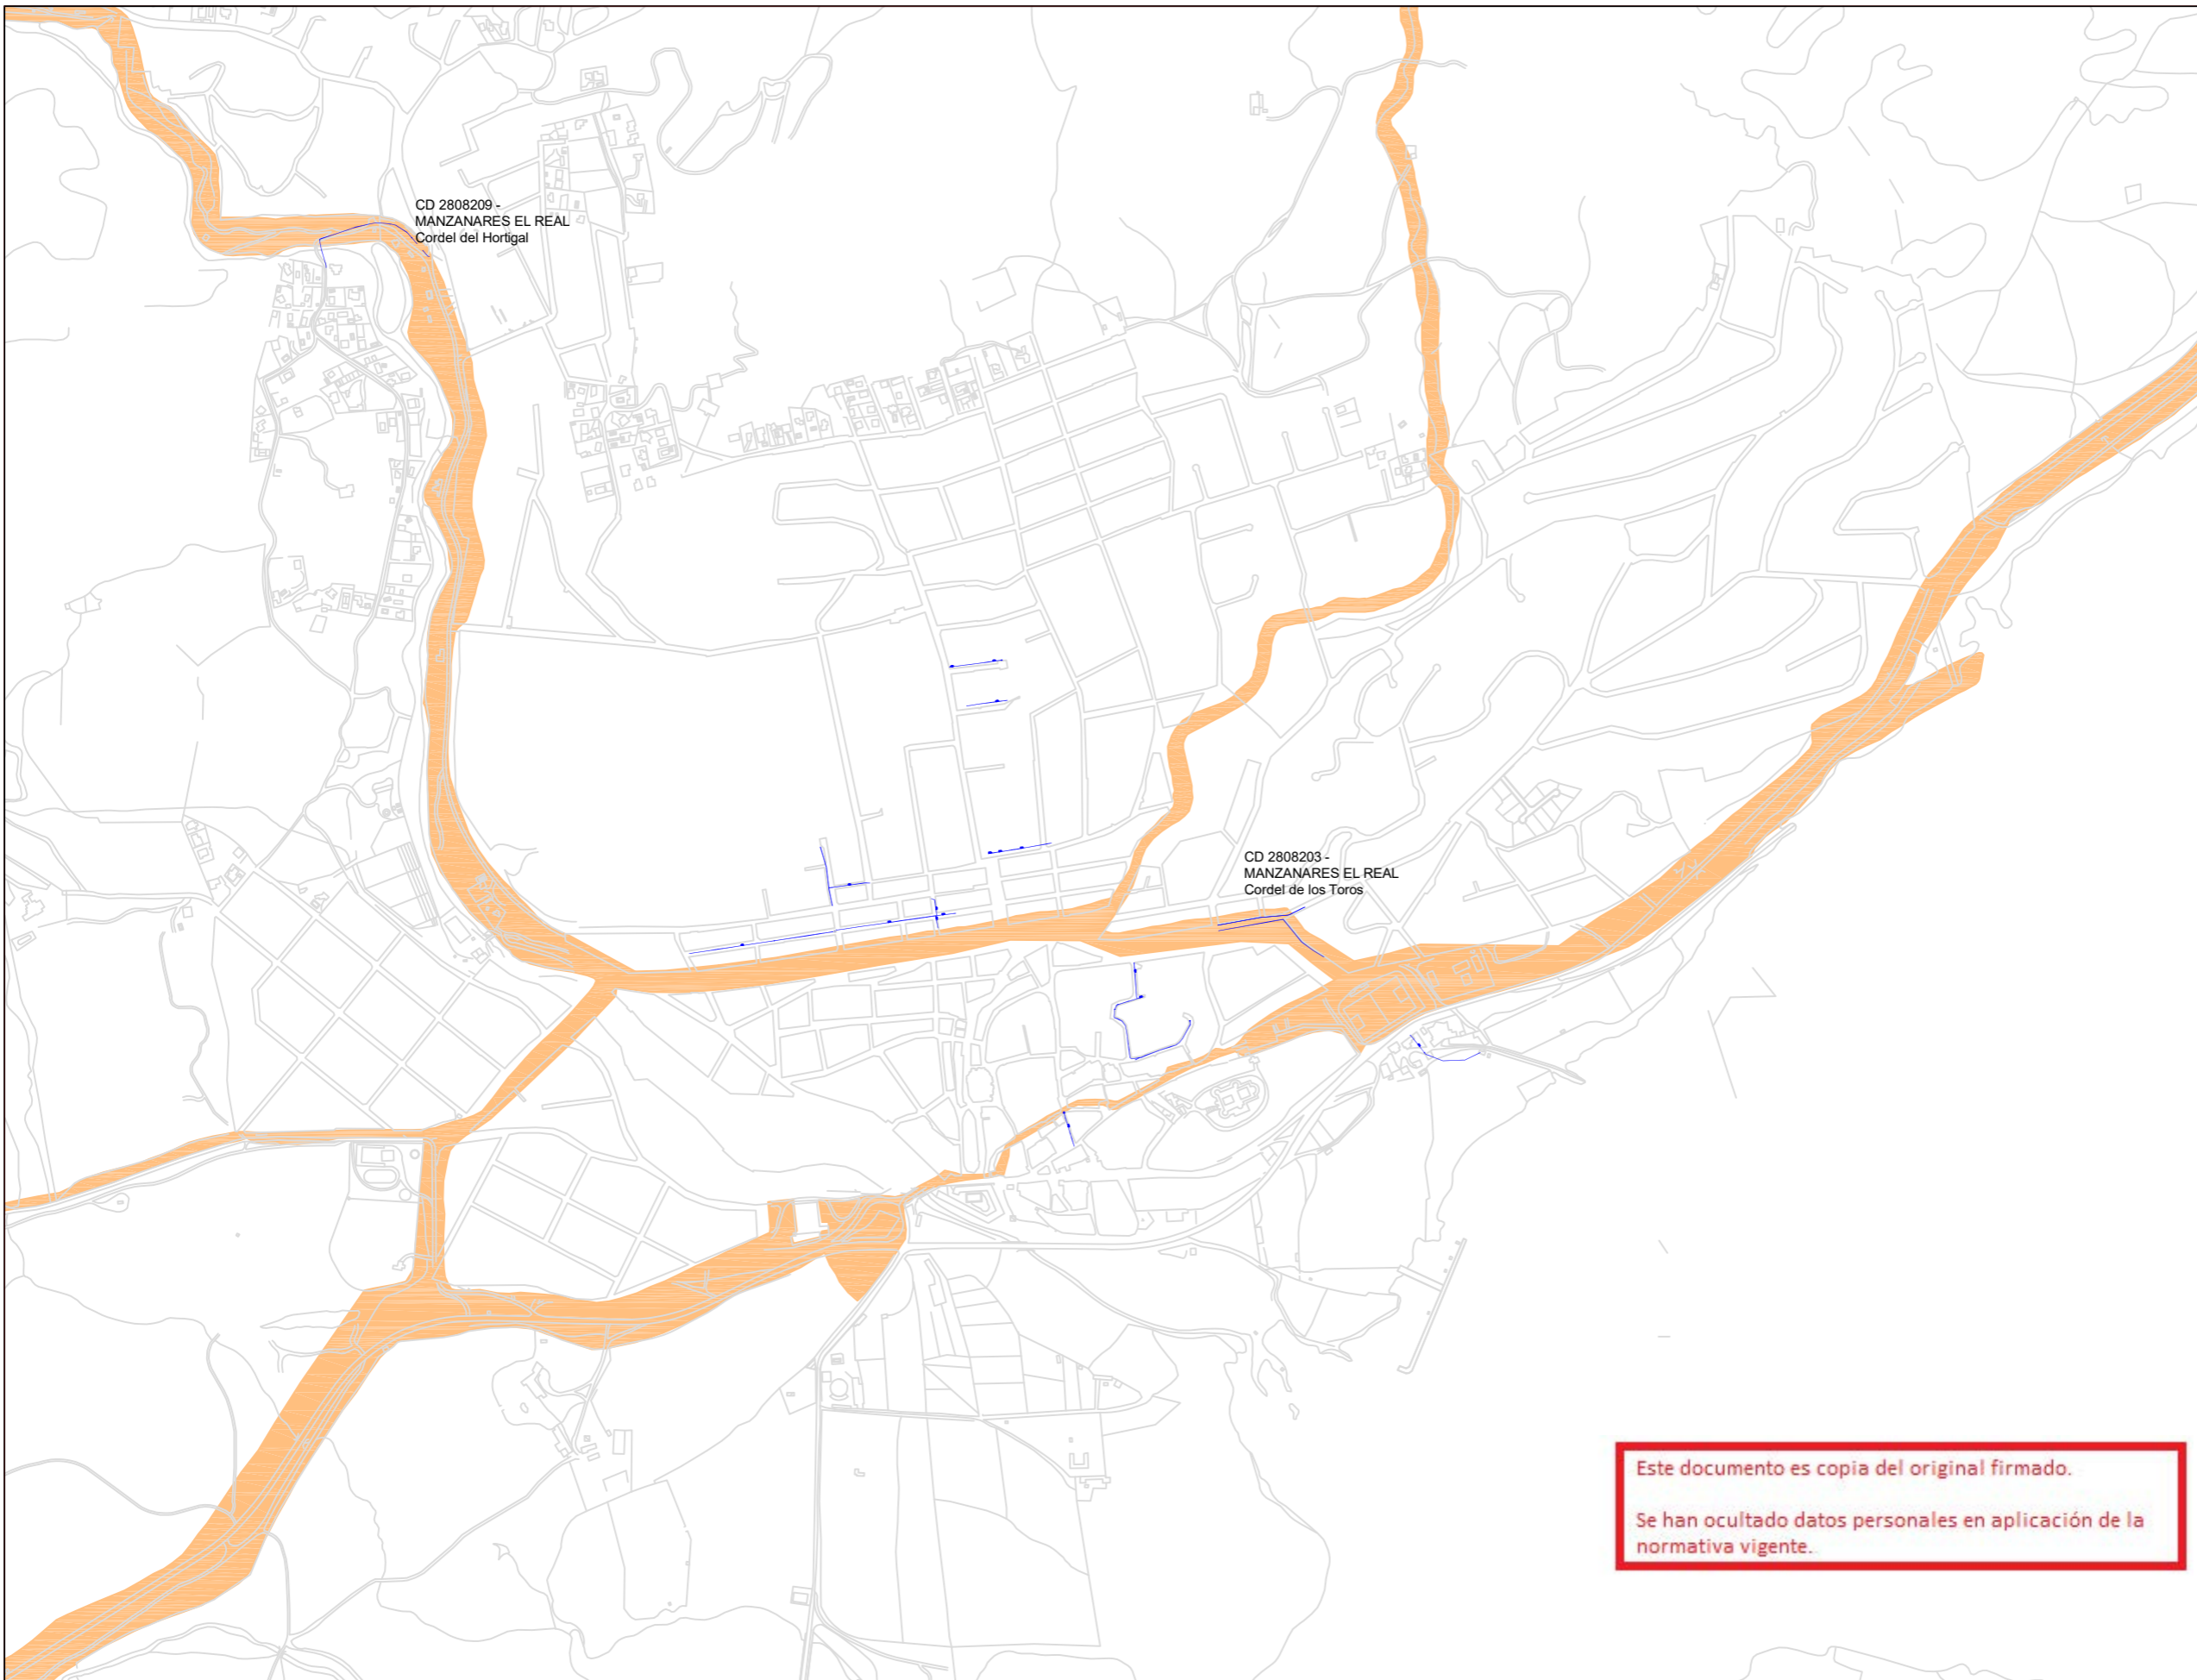 CD 2808209 -
MANZANARES EL REAL
Cordel del Hortigal
CD 2808203 -
MANZANARES EL REAL
Cordel de los Toros
Este documento es copia del original firmado.
Se han ocultado datos personales en aplicación de la
normativa vigente.